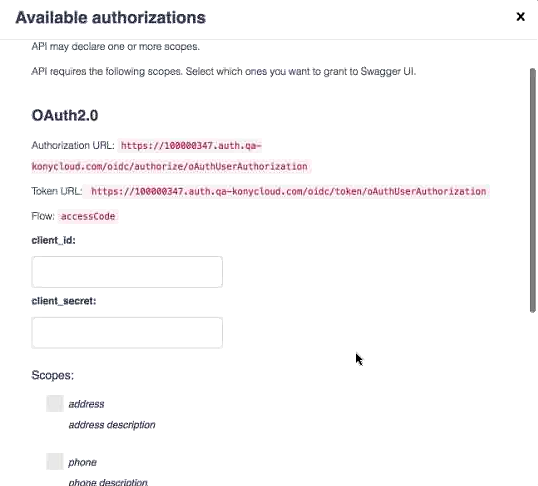 Available authorizations
×
API may declare one or more scopes.
API requires the following scopes. Select which ones you want to grant to Swagger UI.
OAuth2.0
Authorization URL: https://100000347.auth.qa-
konycloud.com/oidc/authorize/oAuthUserAuthorization
Token URL: https://100000347.auth.qa-konycloud.com/oidc/token/oAuthUserAuthorization
Flow: accessCode
client_id:
client_secret:
Scopes:
address
address description
phone
phone description